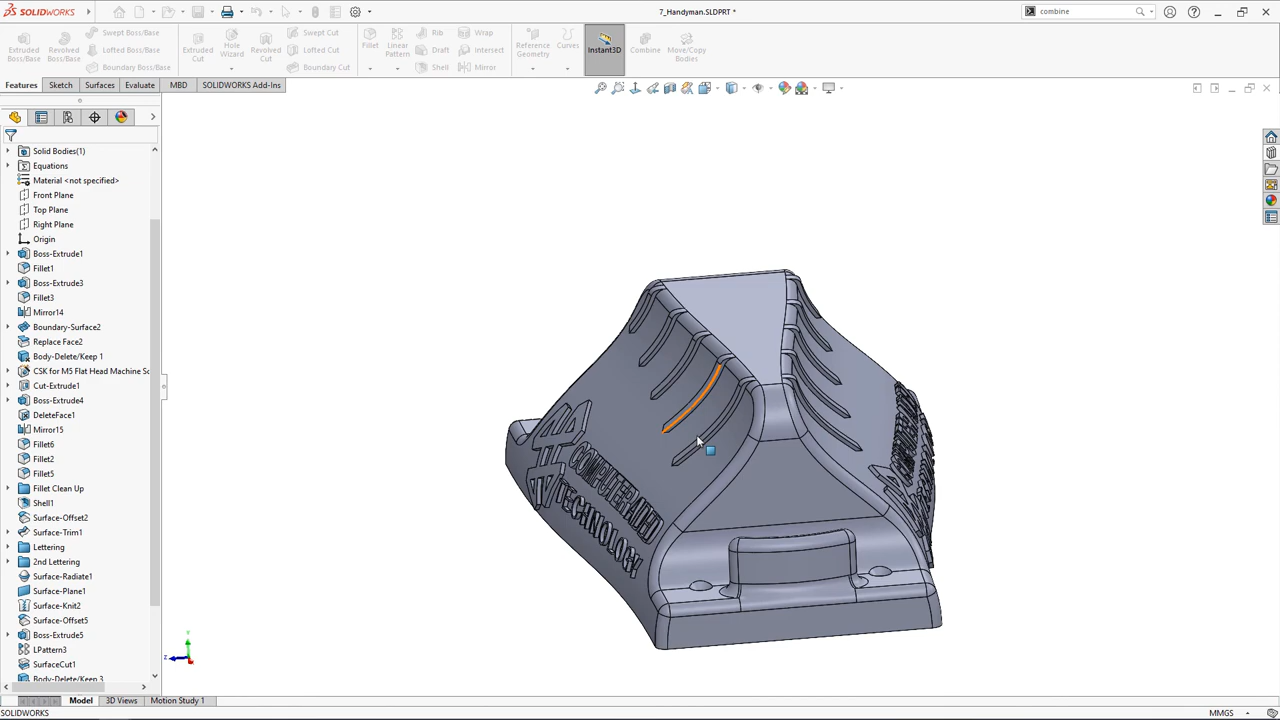 SOLIDWORKS
7_Handyman.SLDPRT *
combine
Extruded Boss/Base
Revolved Boss/Base
Swept Boss/Base
Lofted Boss/Base
Boundary Boss/Base
Extruded Cut
Hole Wizard
Revolved Cut
Swept Cut
Lofted Cut
Boundary Cut
Fillet
Linear Pattern
Rib
Draft
Shell
Wrap
Intersect
Mirror
Reference Geometry
Curves
Instant3D
Combine
Move/Copy Bodies
Features
Sketch
Surfaces
Evaluate
MBD
SOLIDWORKS Add-Ins
Solid Bodies(1)
Equations
Material <not specified>
Front Plane
Top Plane
Right Plane
Origin
Boss-Extrude1
Fillet1
Boss-Extrude3
Fillet3
Mirror14
Boundary-Surface2
Replace Face2
Body-Delete/Keep 1
CSK for M5 Flat Head Machine Sc
Cut-Extrude1
Boss-Extrude4
DeleteFace1
Mirror15
Fillet6
Fillet2
Fillet5
Fillet Clean Up
Shell1
Surface-Offset2
Surface-Trim1
Lettering
2nd Lettering
Surface-Radiate1
Surface-Plane1
Surface-Knit2
Surface-Offset5
Boss-Extrude5
LPattern3
SurfaceCut1
Body-Delete/Keep 3
COMPUTER AIDED
TECHNOLOGY
Y
Z
Model
3D Views
Motion Study 1
SOLIDWORKS
MMGS